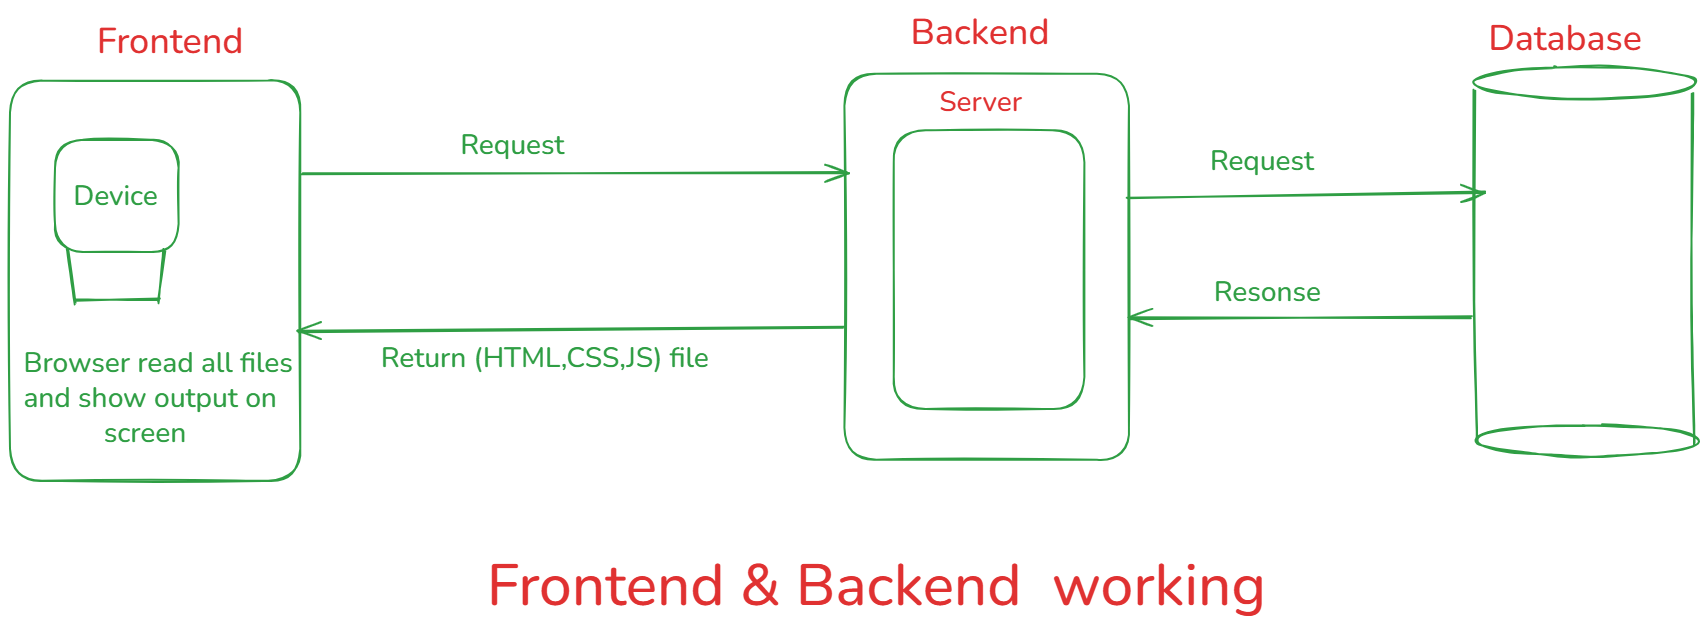 Frontend
Backend
Database
Server
Request
Request
Device
Resonse
Return (HTML,CSS,JS) file
Browser read all files
and show output on
screen
Frontend & Backend working